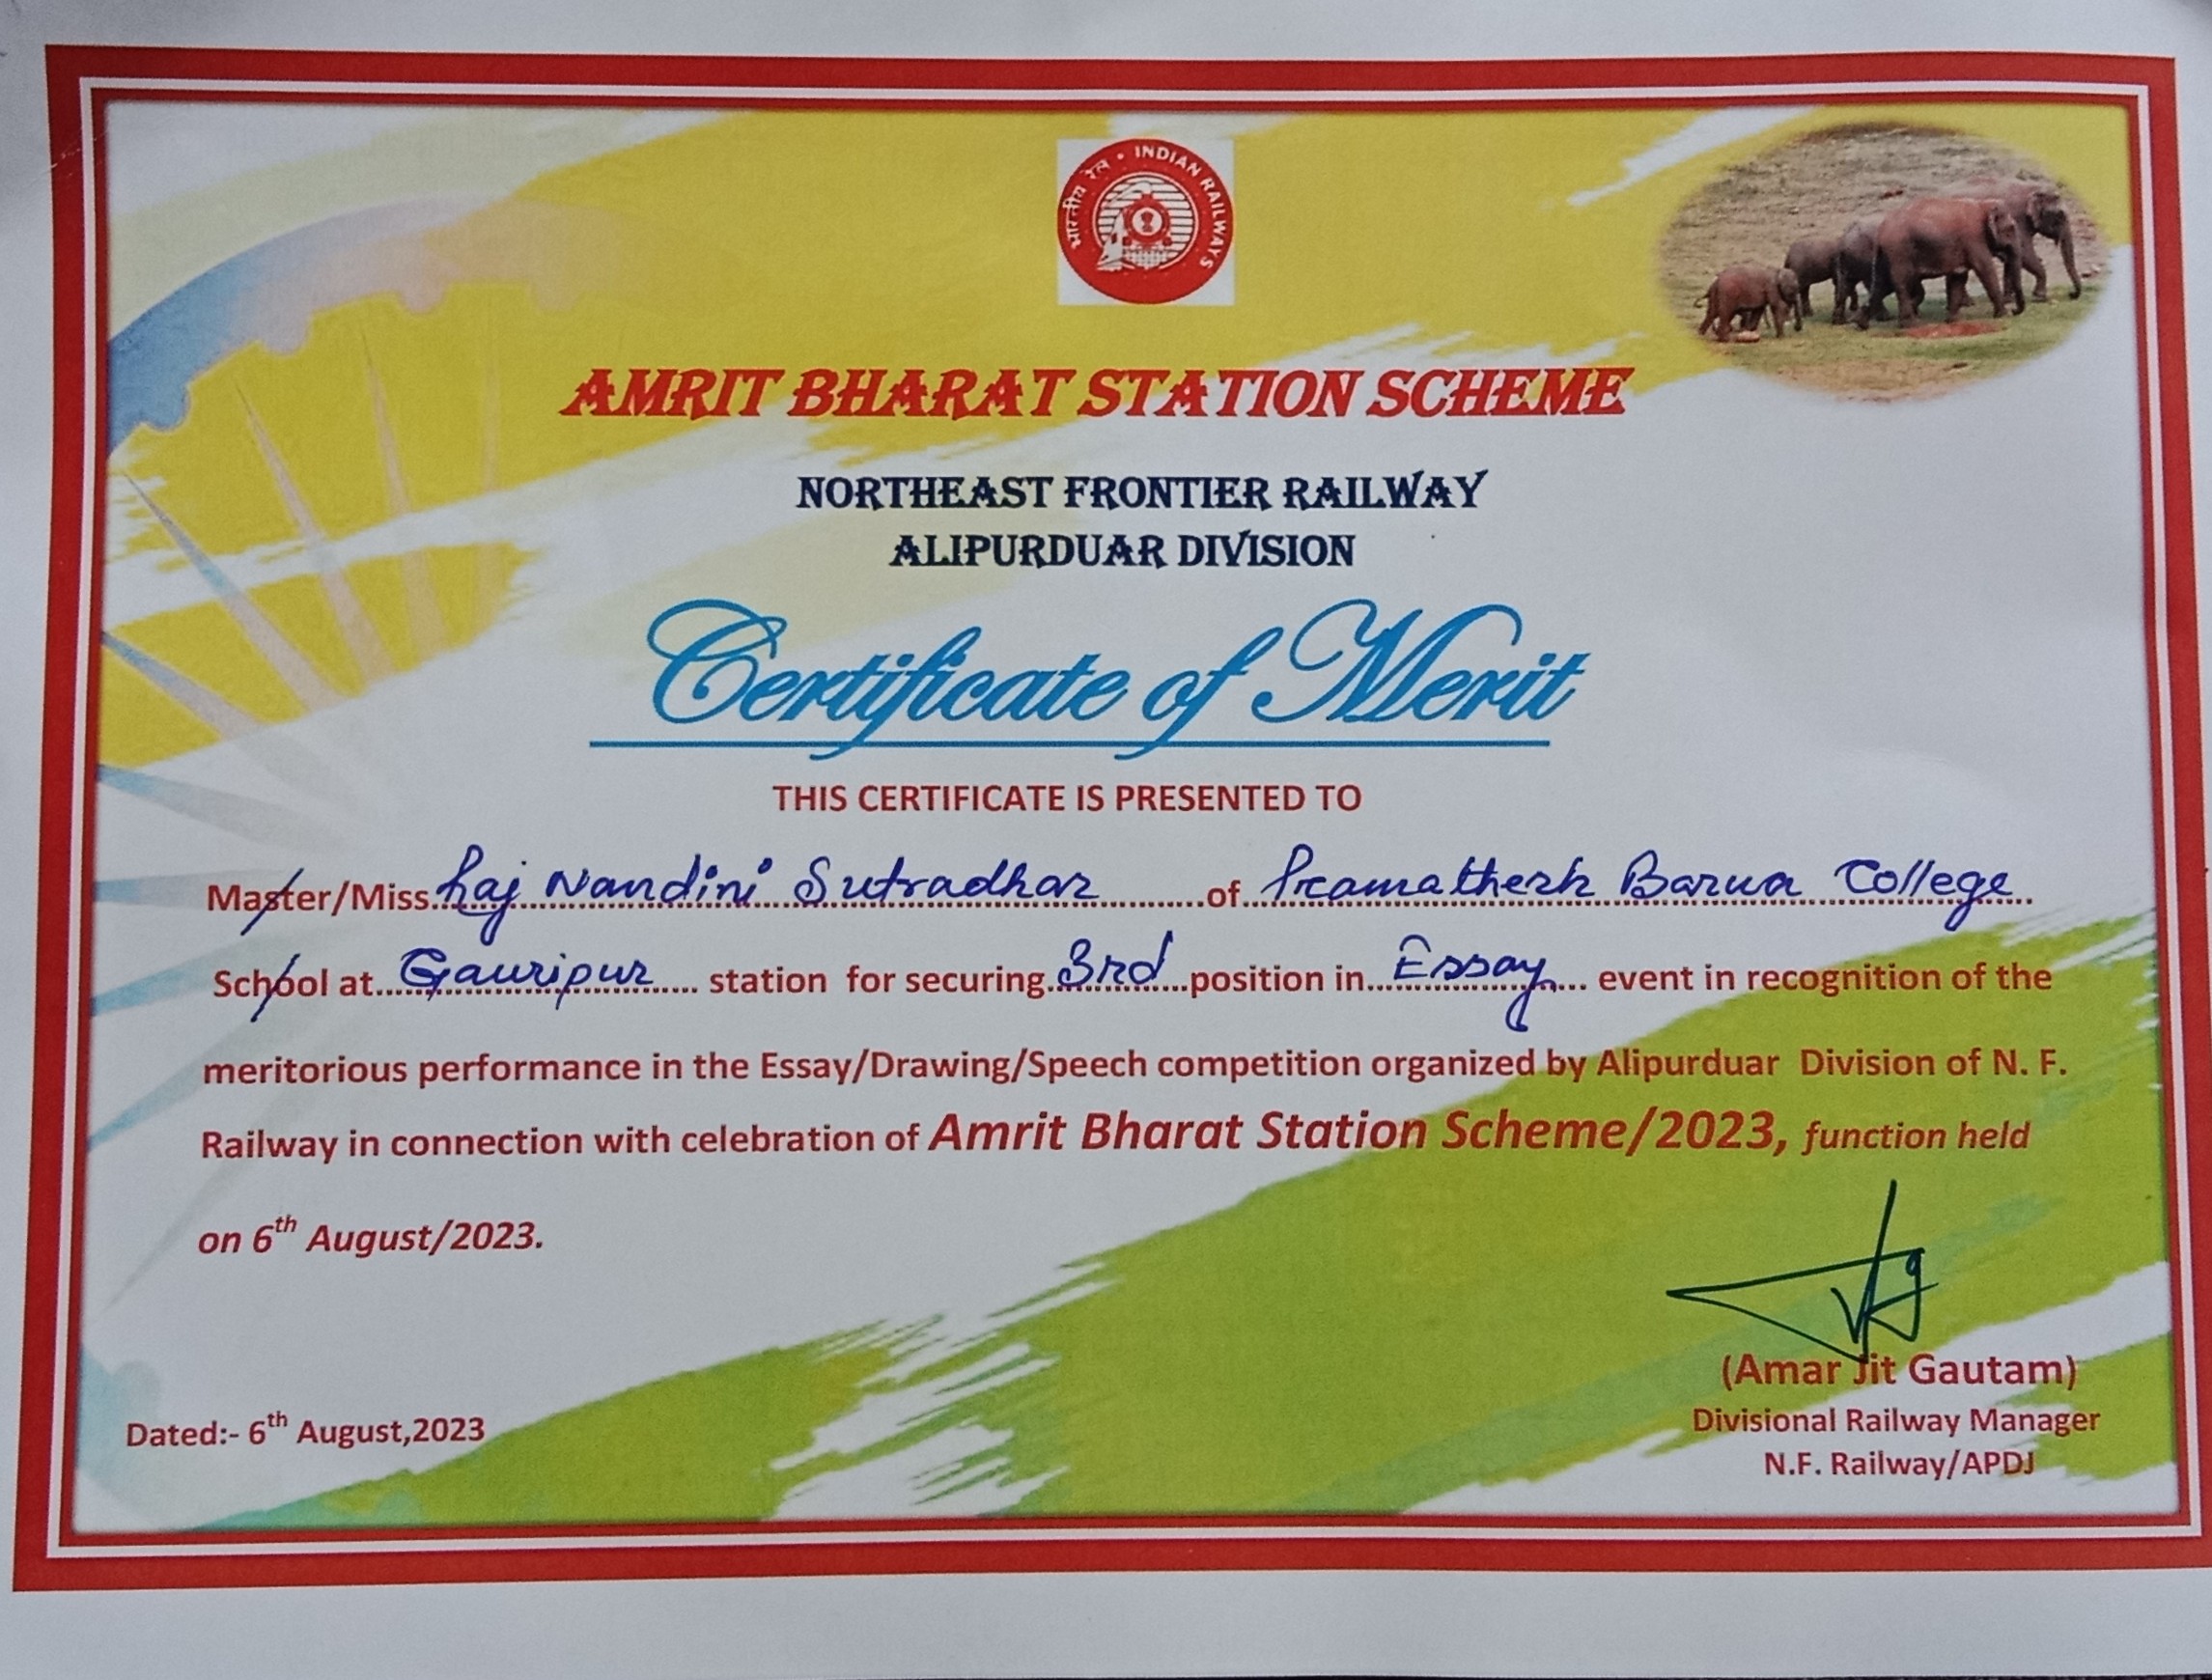 भारतीय रेल • INDIAN RAILWAYS
AMRIT BHARAT STATION SCHEME
NORTHEAST FRONTIER RAILWAY
ALIPURDUAR DIVISION
Certificate of Merit
THIS CERTIFICATE IS PRESENTED TO
Master/Miss Raj Nandini Sutradhar of Pramathesh Barua College
School at Gauripur station for securing 3rd position in Essay event in recognition of the
meritorious performance in the Essay/Drawing/Speech competition organized by Alipurduar Division of N. F.
Railway in connection with celebration of Amrit Bharat Station Scheme/2023, function held
on 6th August/2023.
(Amar Jit Gautam)
Divisional Railway Manager
N.F. Railway/APDJ
Dated:- 6th August,2023